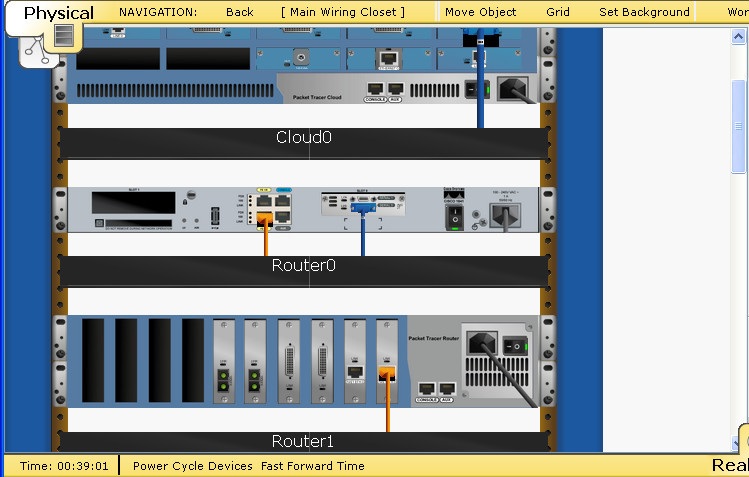 Physical
NAVIGATION: Back [ Main Wiring Closet ] Move Object Grid Set Background Wor
Packet Tracer Cloud
CONSOLE AUX
Cloud0
SLOT 1
SLOT 0
Router0
Packet Tracer Router
CONSOLE AUX
Router1
Time: 00:39:01 Power Cycle Devices Fast Forward Time Real